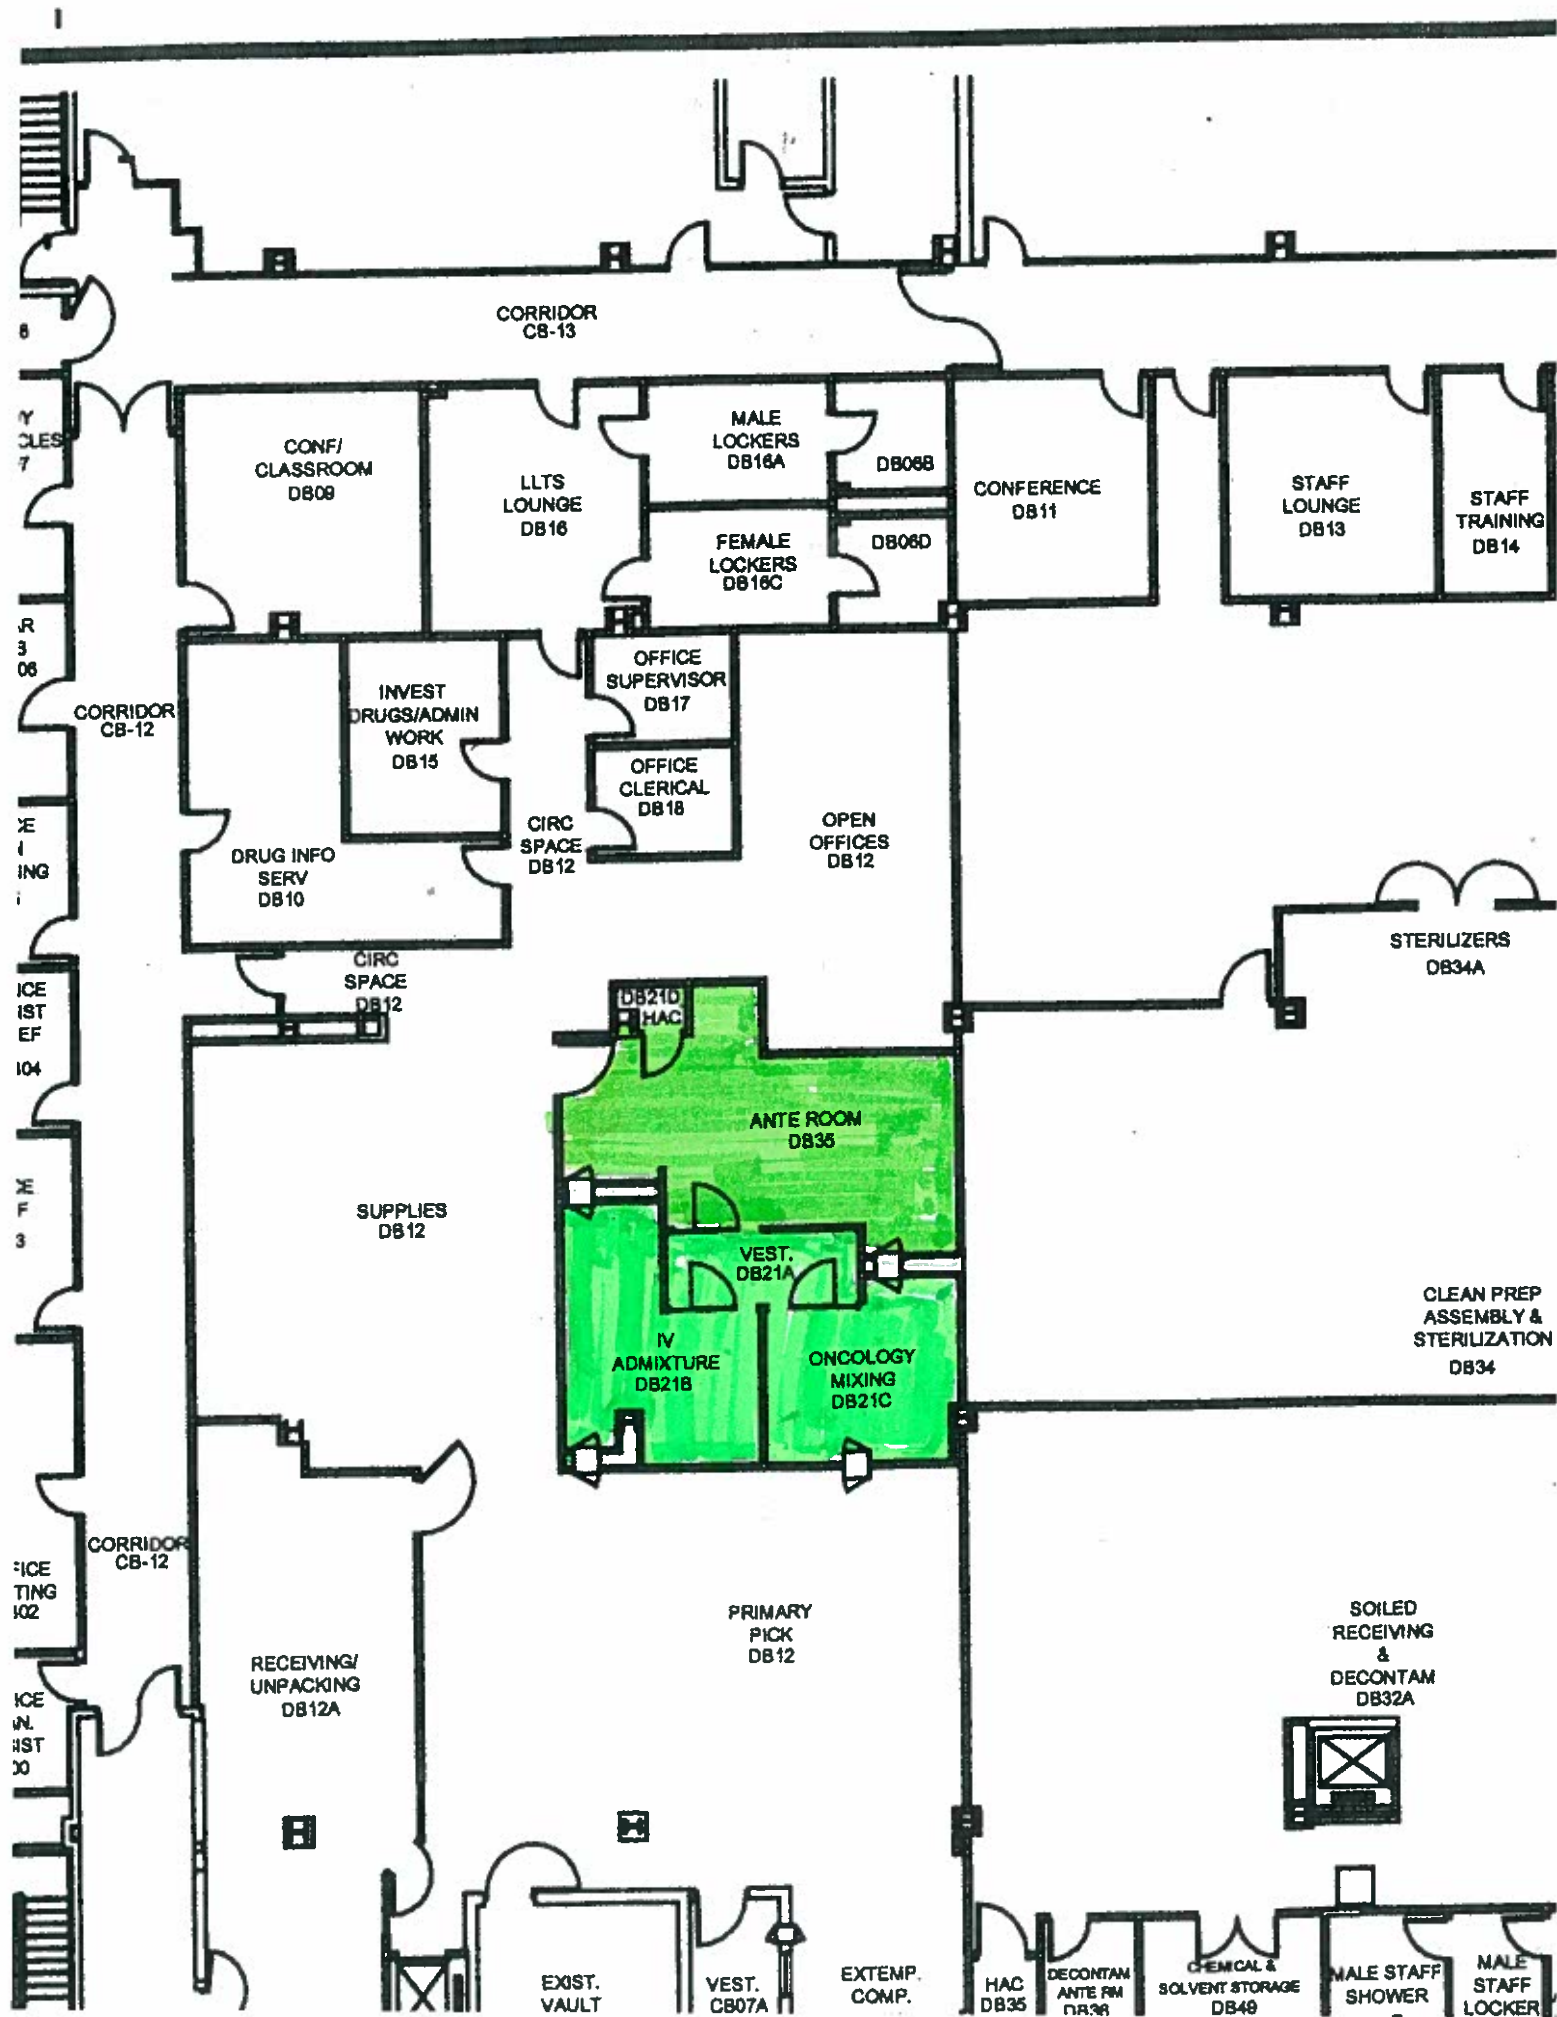 CORRIDOR
CB-13
CONF/
CLASSROOM
DB09
LLTS
LOUNGE
DB16
MALE
LOCKERS
DB16A
DB06B
FEMALE
LOCKERS
DB16C
DB06D
CONFERENCE
DB11
STAFF
LOUNGE
DB13
STAFF
TRAINING
DB14
CORRIDOR
CB-12
INVEST
DRUGS/ADMIN
WORK
DB15
OFFICE
SUPERVISOR
DB17
OFFICE
CLERICAL
DB18
CIRC
SPACE
DB12
OPEN
OFFICES
DB12
DRUG INFO
SERV
DB10
CIRC
SPACE
DB12
STERILIZERS
DB34A
DB21D
HAC
ANTE ROOM
DB35
SUPPLIES
DB12
VEST.
DB21A
IV
ADMIXTURE
DB21B
ONCOLOGY
MIXING
DB21C
CLEAN PREP
ASSEMBLY &
STERILIZATION
DB34
CORRIDOR
CB-12
PRIMARY
PICK
DB12
RECEIVING/
UNPACKING
DB12A
SOILED
RECEIVING
&
DECONTAM
DB32A
EXIST.
VAULT
VEST.
CB07A
EXTEMP.
COMP.
HAC
DB35
DECONTAM
ANTE RM
DB36
CHEMICAL &
SOLVENT STORAGE
DB49
MALE STAFF
SHOWER
MALE
STAFF
LOCKER